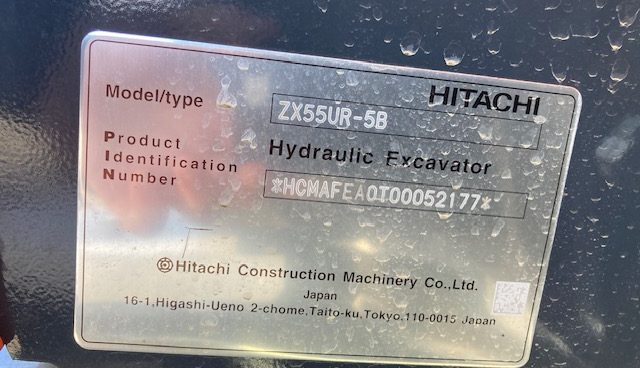 HITACHI
Model/type ZX55UR-5B
Hydraulic Excavator
Product
Identification
Number *HCMAFEA0T00052177*
Hitachi Construction Machinery Co.,Ltd.
Japan
16-1,Higashi-Ueno 2-chome,Taito-ku,Tokyo,110-0015 Japan